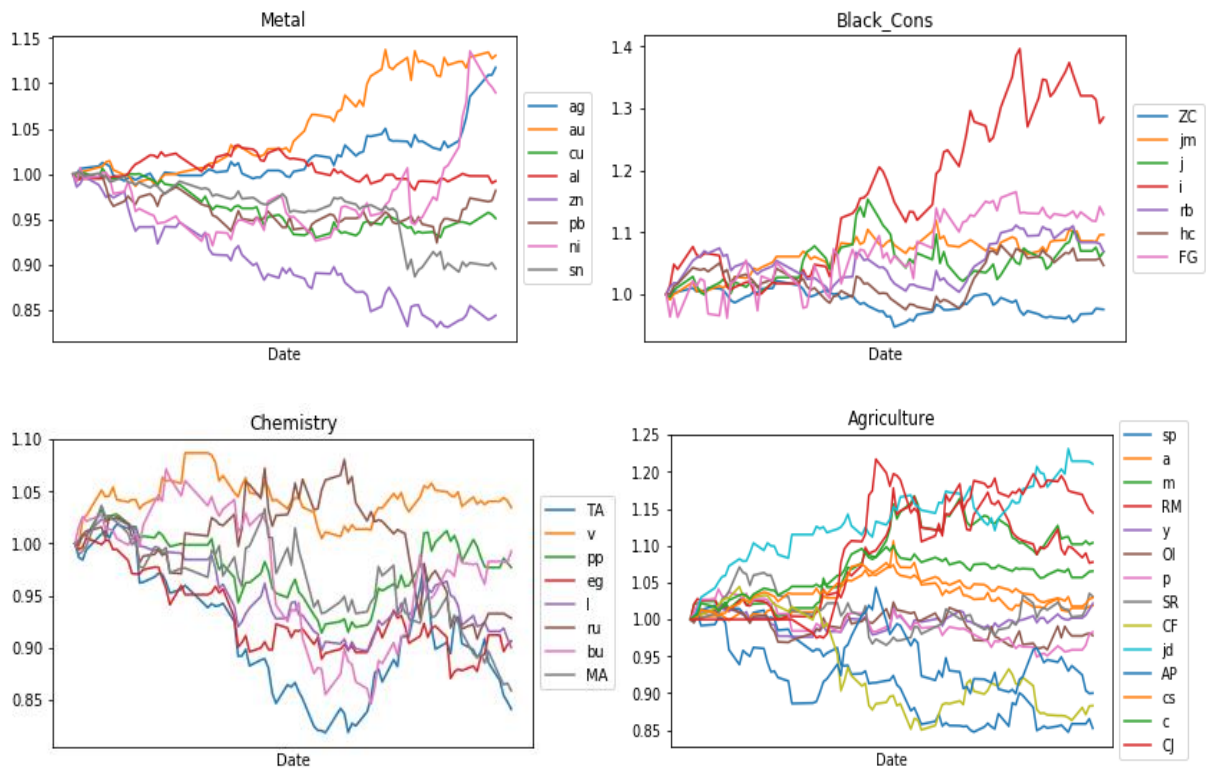 Metal
1.15
1.10
1.05
1.00
0.95
0.90
0.85
Date
ag
au
cu
al
zn
pb
ni
sn
Black_Cons
1.4
1.3
1.2
1.1
1.0
Date
ZC
jm
j
i
rb
hc
FG
Chemistry
1.10
1.05
1.00
0.95
0.90
0.85
Date
TA
v
pp
eg
l
ru
bu
MA
Agriculture
1.25
1.20
1.15
1.10
1.05
1.00
0.95
0.90
0.85
Date
sp
a
m
RM
y
OI
p
SR
CF
jd
AP
cs
c
CJ